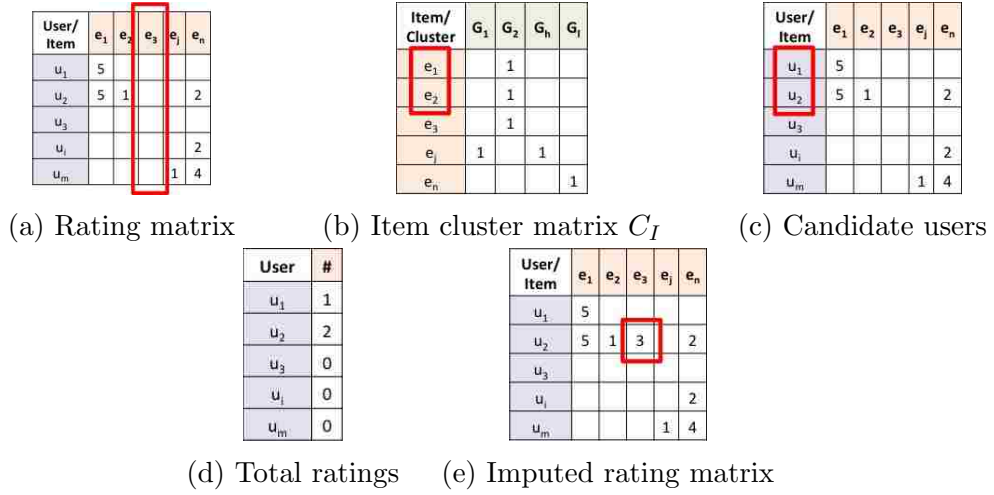 User/ Item e₁ e₂ e₃ eⱼ eₙ
u₁ 5
u₂ 5 1 2
u₃
uᵢ 2
uₘ 1 4
(a) Rating matrix
Item/ Cluster G₁ G₂ Gₕ Gₗ
e₁ 1
e₂ 1
e₃ 1
eⱼ 1 1
eₙ 1
(b) Item cluster matrix C_I
User/ Item e₁ e₂ e₃ eⱼ eₙ
u₁ 5
u₂ 5 1 2
u₃
uᵢ 2
uₘ 1 4
(c) Candidate users
User #
u₁ 1
u₂ 2
u₃ 0
uᵢ 0
uₘ 0
(d) Total ratings
User/ Item e₁ e₂ e₃ eⱼ eₙ
u₁ 5
u₂ 5 1 3 2
u₃
uᵢ 2
uₘ 1 4
(e) Imputed rating matrix